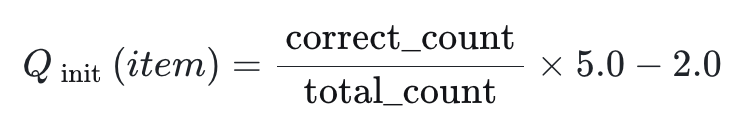 Q init (item) = correct_count / total_count × 5.0 − 2.0